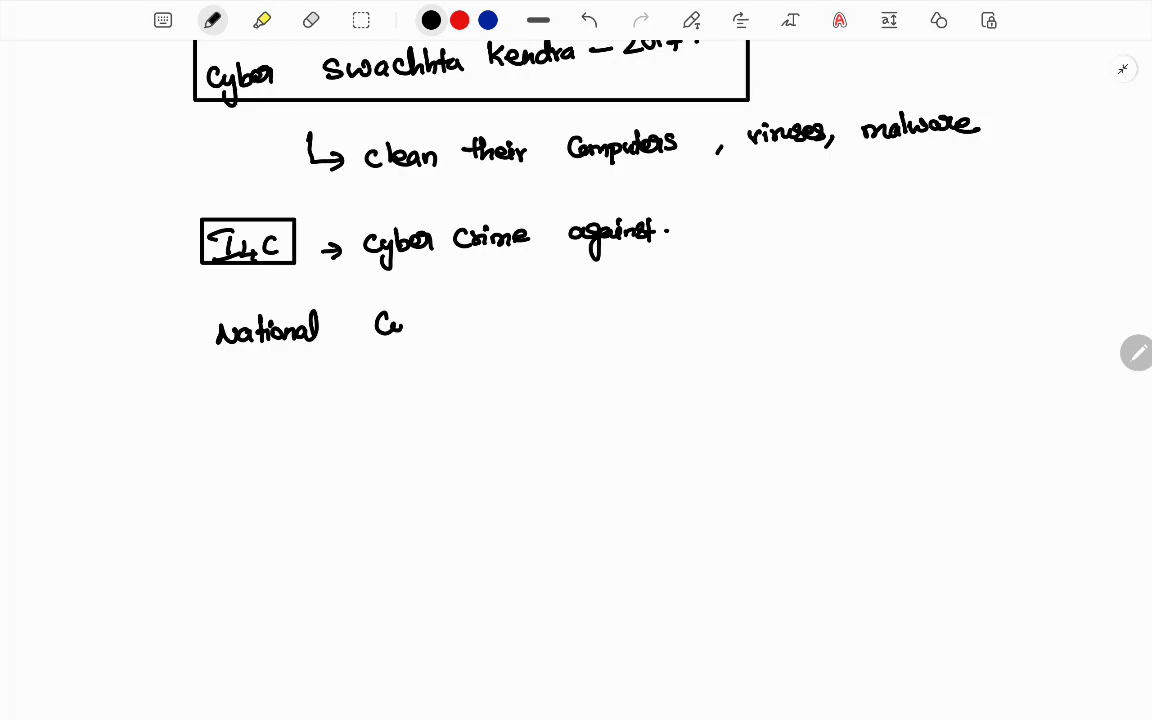 Cyber Swachhta Kendra - 2017.
↳ clean their Computers, viruses, malware
I4C → Cyber Crime against.
National